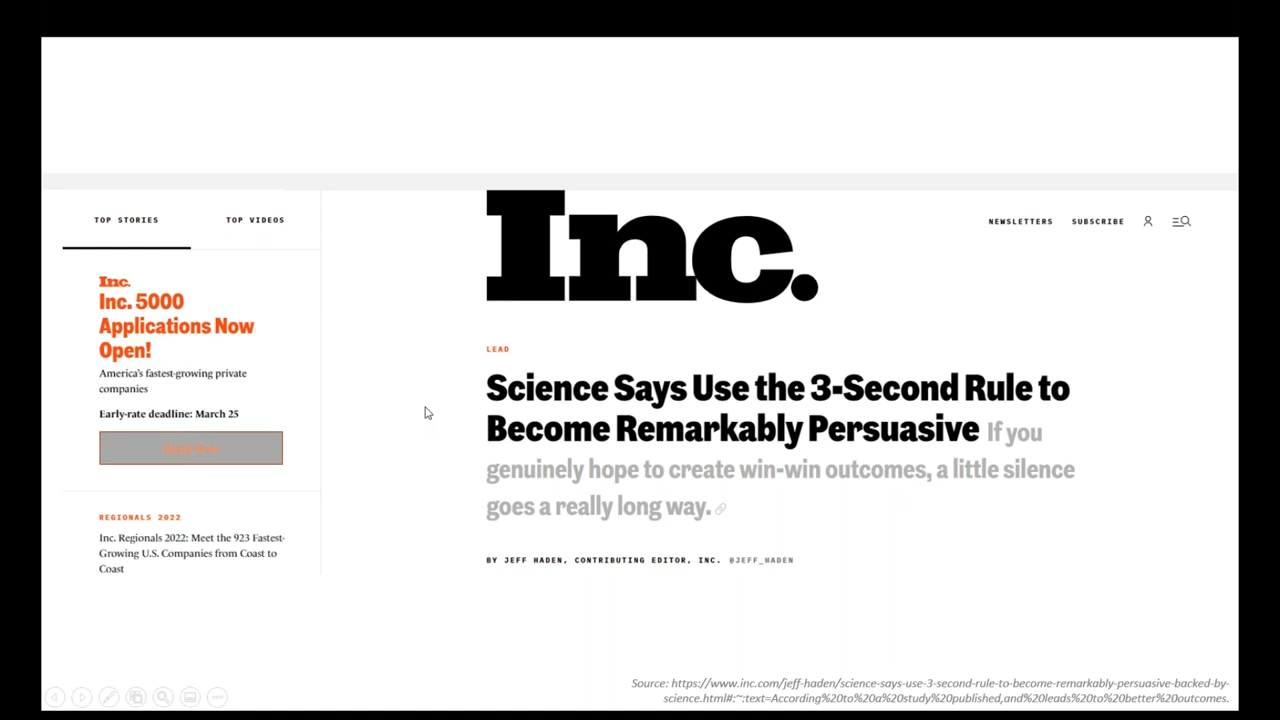 TOP STORIES
TOP VIDEOS
Inc.
Inc. 5000
Applications Now
Open!
America's fastest-growing private
companies
Early-rate deadline: March 25
REGIONALS 2022
Inc. Regionals 2022: Meet the 923 Fastest-
Growing U.S. Companies from Coast to
Coast
Inc.
NEWSLETTERS SUBSCRIBE
LEAD
Science Says Use the 3-Second Rule to
Become Remarkably Persuasive If you
genuinely hope to create win-win outcomes, a little silence
goes a really long way.
BY JEFF HADEN, CONTRIBUTING EDITOR, INC. @JEFF_HADEN
Source: https://www.inc.com/jeff-haden/science-says-use-3-second-rule-to-become-remarkably-persuasive-backed-by-
science.html#:~:text=According%20to%20a%20study%20published,and%20leads%20to%20better%20outcomes.